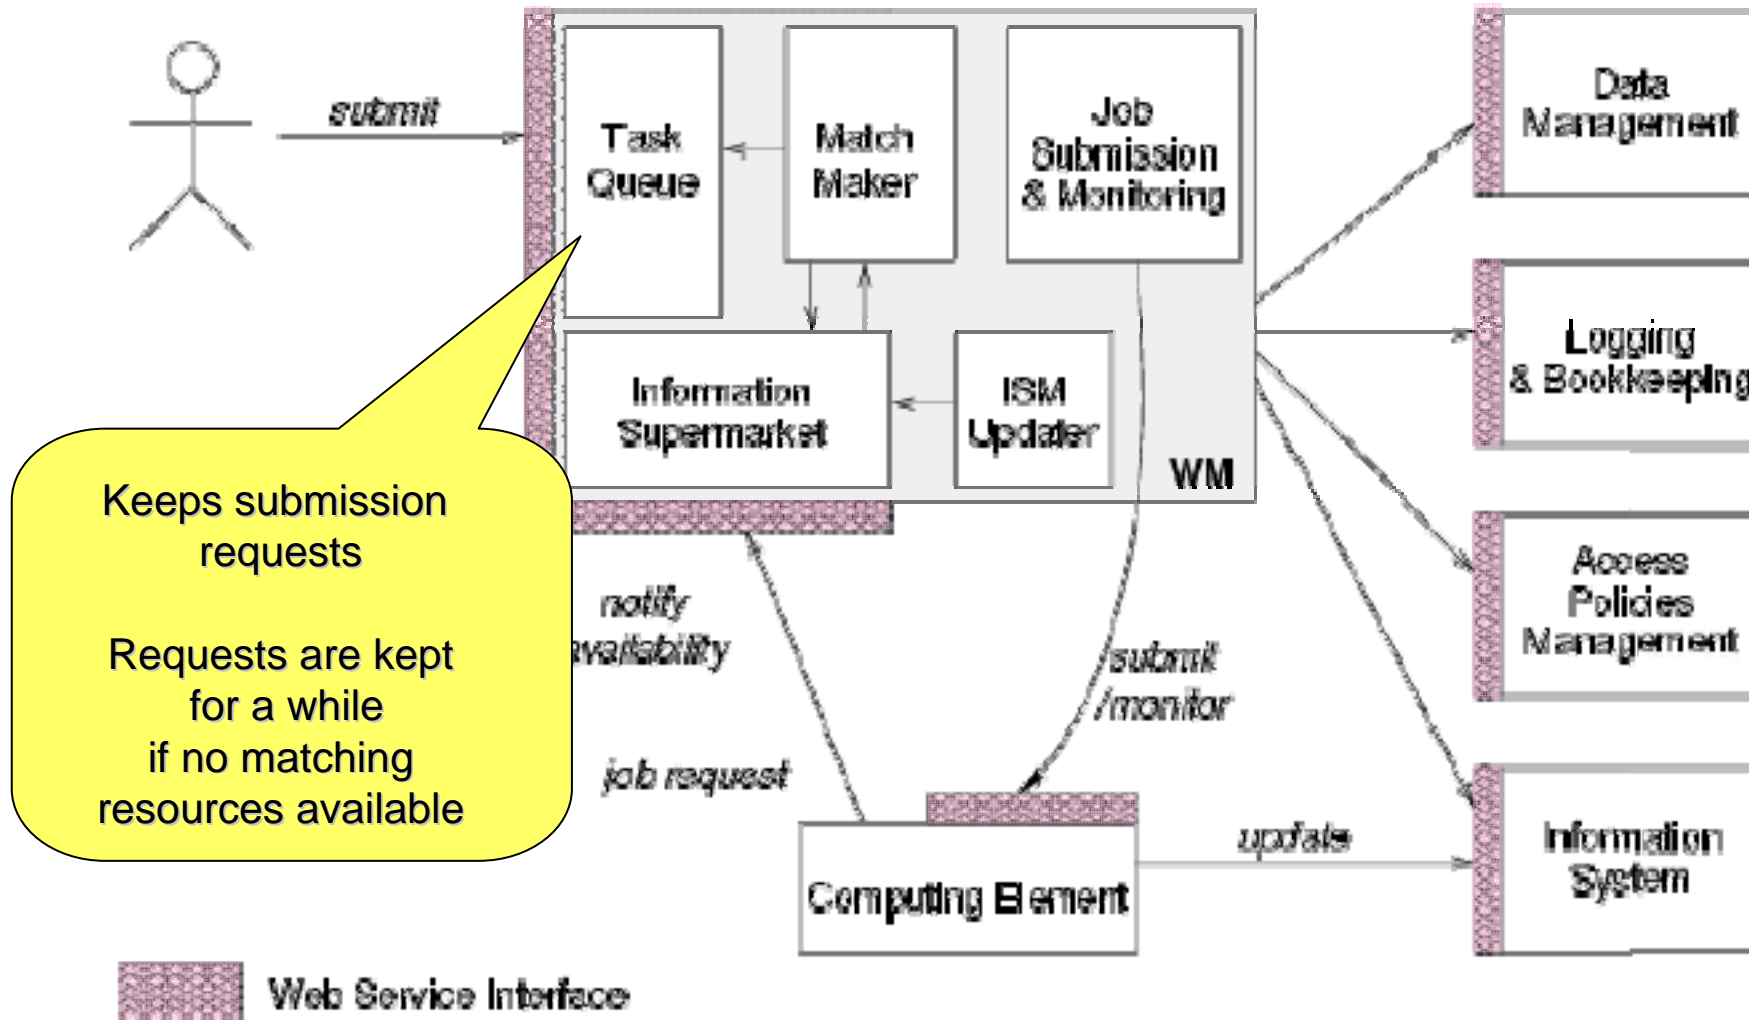 submit
Task
Queue
Match
Maker
Job
Submission
& Monitoring
Data
Management
Logging
& Bookkeeping
Information
Supermarket
ISM
Updater
WM
Keeps submission
requests
Requests are kept
for a while
if no matching
resources available
notify
availability
submit
/monitor
job request
Access
Policies
Management
Computing Element
update
Information
System
Web Service Interface